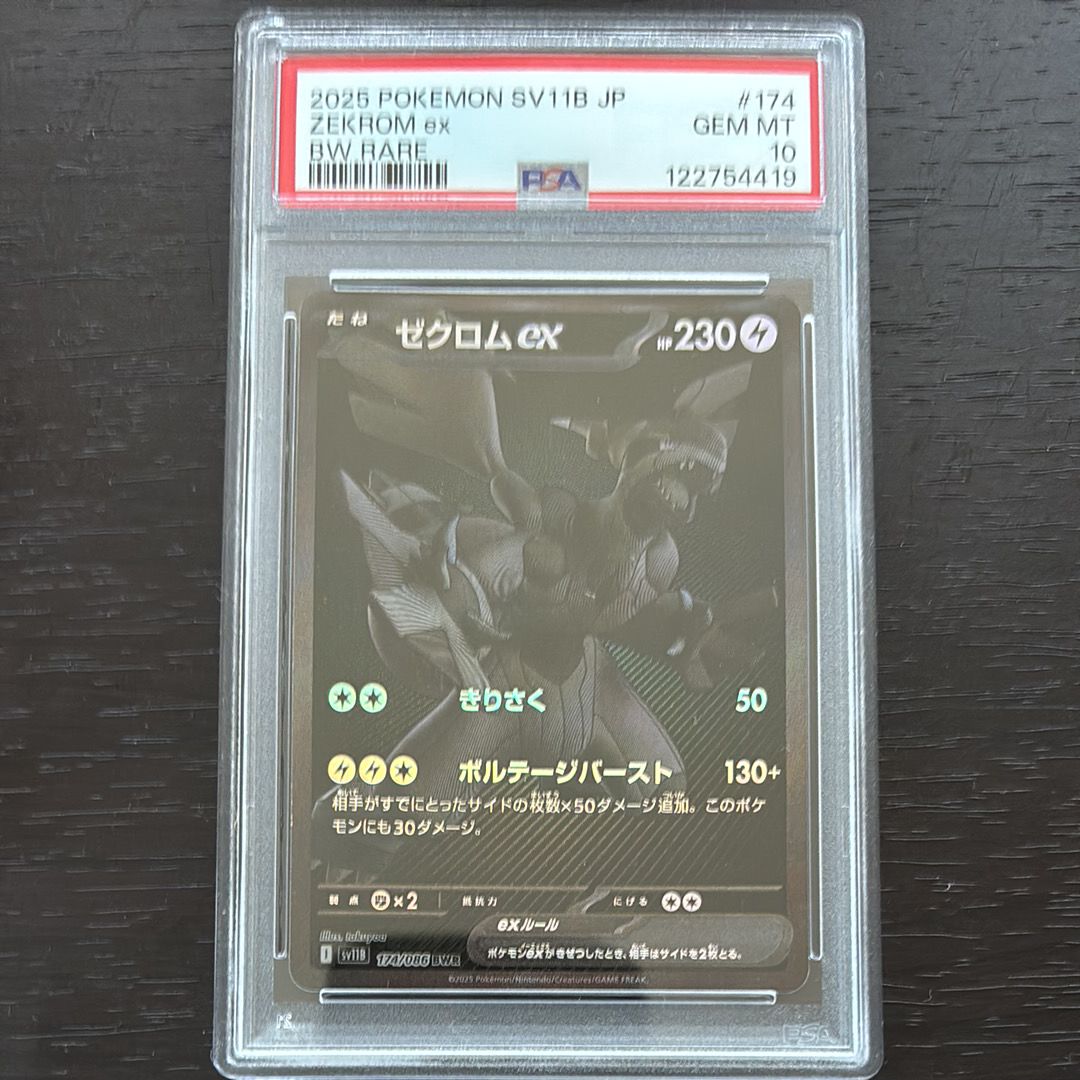 2025 POKEMON SV11B JP #174
ZEKROM ex GEM MT
BW RARE 10
PSA 122754419
たね ゼクロムex HP230
きりさく 50
ボルテージバースト 130+
相手がすでにとったサイドの枚数×50ダメージ追加。このポケ
モンにも30ダメージ。
弱点 ×2 抵抗力 にげる
exルール
ポケモンexがきぜつしたとき、相手はサイドを2枚とる。
Illus. takuyoa
I SV11B 174/086 BWR
©2025 Pokémon/Nintendo/Creatures/GAME FREAK.
PSA